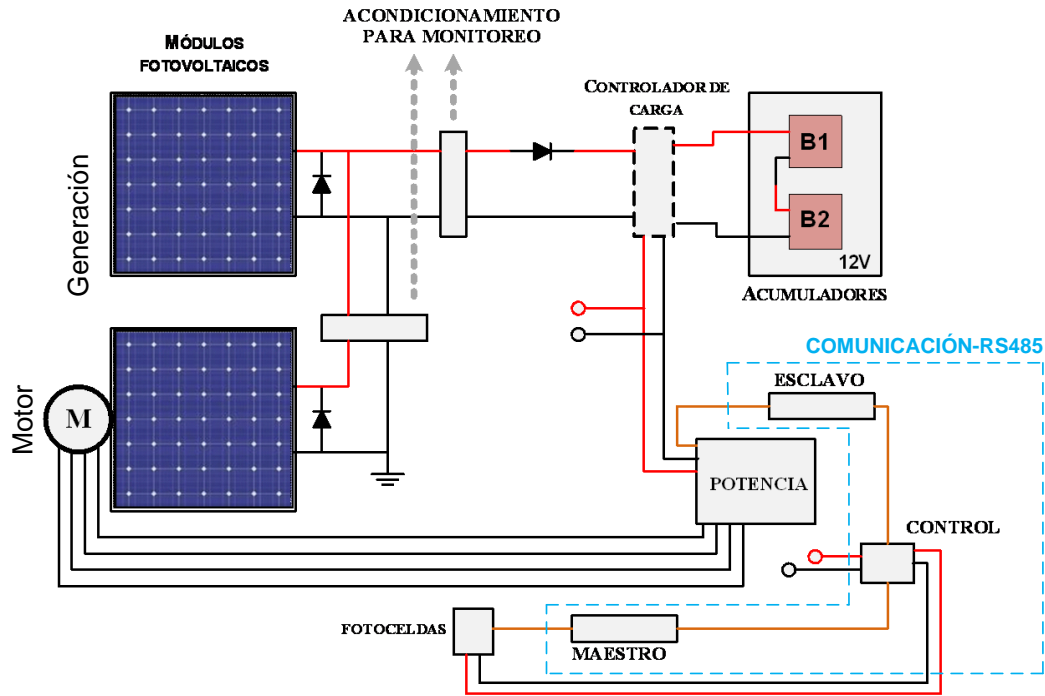 ACONDICIONAMIENTO
PARA MONITOREO
MÓDULOS
FOTOVOLTAICOS
CONTROLADOR DE
CARGA
B1
B2
12V
ACUMULADORES
Generación
COMUNICACIÓN-RS485
ESCLAVO
Motor
M
POTENCIA
CONTROL
FOTOCELDAS
MAESTRO